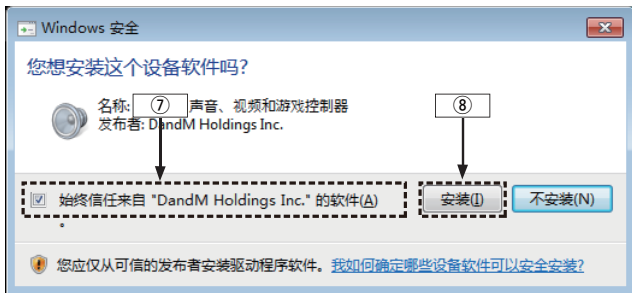 Windows 安全
您想安装这个设备软件吗?
名称: ⑦ 声音、视频和游戏控制器
⑧
发布者: DandM Holdings Inc.
始终信任来自 "DandM Holdings Inc." 的软件(A)
。
安装(I)
不安装(N)
您应仅从可信的发布者安装驱动程序软件。我如何确定哪些设备软件可以安全安装?